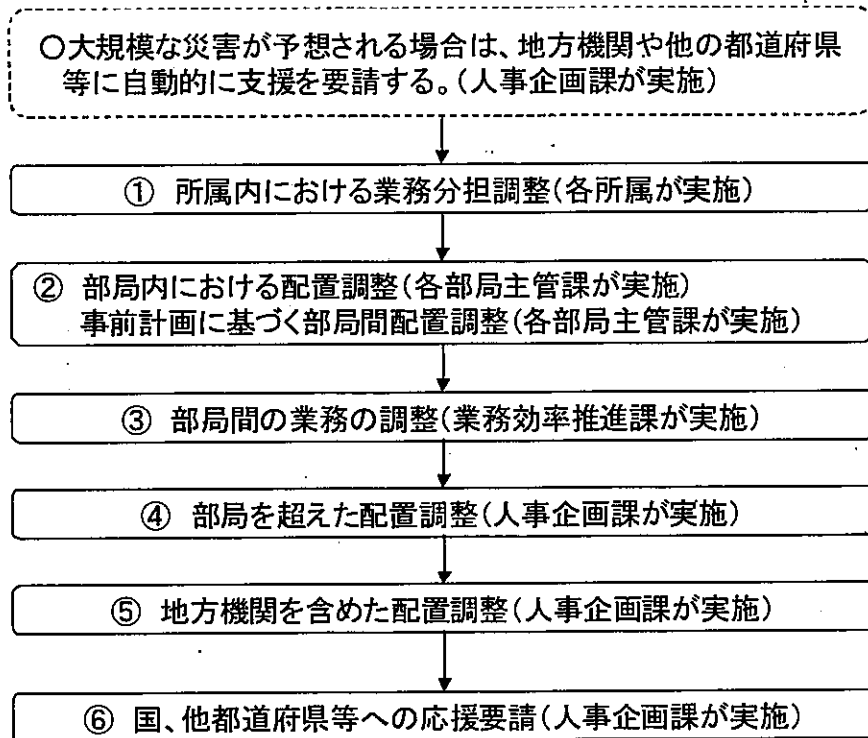 ○大規模な災害が予想される場合は、地方機関や他の都道府県
等に自動的に支援を要請する。(人事企画課が実施)
① 所属内における業務分担調整(各所属が実施)
② 部局内における配置調整(各部局主管課が実施)
事前計画に基づく部局間配置調整(各部局主管課が実施)
③ 部局間の業務の調整(業務効率推進課が実施)
④ 部局を超えた配置調整(人事企画課が実施)
⑤ 地方機関を含めた配置調整(人事企画課が実施)
⑥ 国、他都道府県等への応援要請(人事企画課が実施)